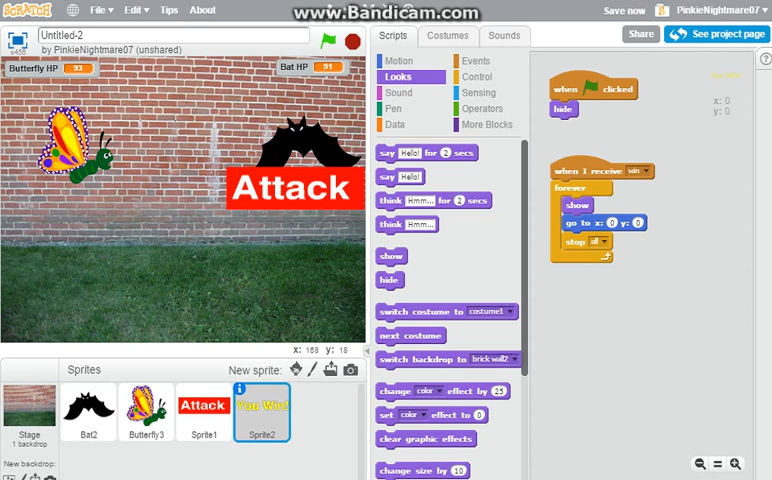 www.Bandicam.com
SCRATCH File Edit Tips About Save now PinkieNightmare07
v456 Untitled-2
by PinkieNightmare07 (unshared)
Scripts Costumes Sounds
Share See project page
Butterfly HP 93
Bat HP 91
Attack
Motion Events
Looks Control
Sound Sensing
Pen Operators
Data More Blocks
say Hello! for 2 secs
say Hello!
think Hmm... for 2 secs
think Hmm...
show
hide
switch costume to costume1
next costume
switch backdrop to brick wall2
change color effect by 25
set color effect to 0
clear graphic effects
change size by 10
when clicked
hide
x: 0
y: 0
when I receive win
forever
show
go to x: 0 y: 0
stop all
x: 168 y: 18
Sprites New sprite:
Attack
You Win!
Stage
1 backdrop
Bat2 Butterfly3 Sprite1 Sprite2
New backdrop: